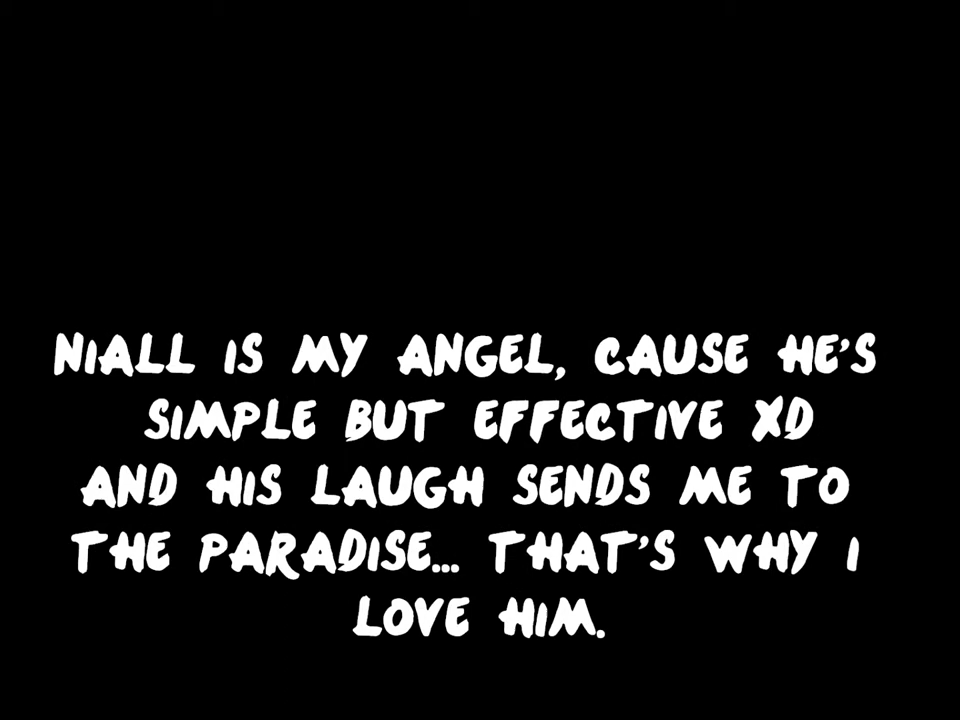 NIALL IS MY ANGEL, CAUSE HE'S
SIMPLE BUT EFFECTIVE XD
AND HIS LAUGH SENDS ME TO
THE PARADISE... THAT'S WHY I
LOVE HIM.